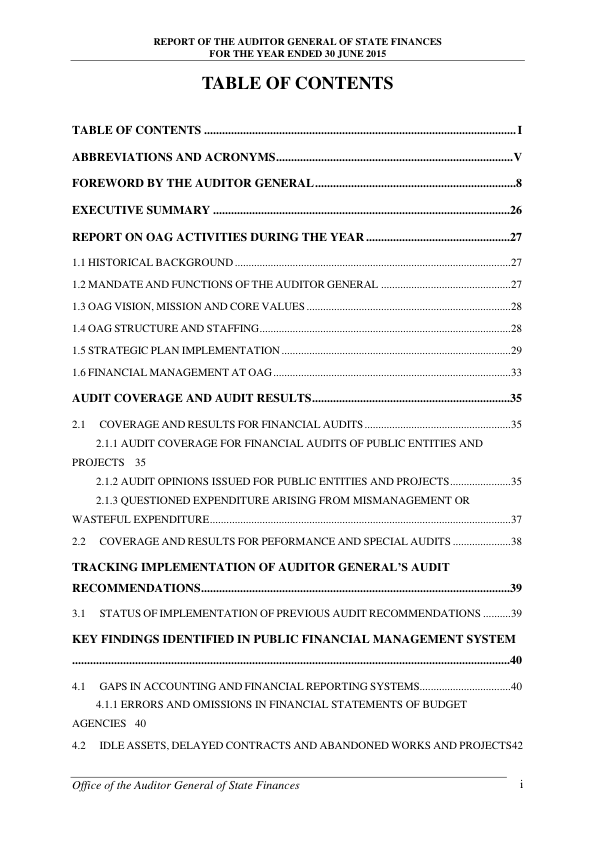 REPORT OF THE AUDITOR GENERAL OF STATE FINANCES
FOR THE YEAR ENDED 30 JUNE 2015
TABLE OF CONTENTS
TABLE OF CONTENTS ........................................................................................................ I
ABBREVIATIONS AND ACRONYMS............................................................................... V
FOREWORD BY THE AUDITOR GENERAL................................................................... 8
EXECUTIVE SUMMARY ................................................................................................... 26
REPORT ON OAG ACTIVITIES DURING THE YEAR................................................ 27
1.1 HISTORICAL BACKGROUND .................................................................................................... 27
1.2 MANDATE AND FUNCTIONS OF THE AUDITOR GENERAL .............................................. 27
1.3 OAG VISION, MISSION AND CORE VALUES ......................................................................... 28
1.4 OAG STRUCTURE AND STAFFING.......................................................................................... 28
1.5 STRATEGIC PLAN IMPLEMENTATION .................................................................................. 29
1.6 FINANCIAL MANAGEMENT AT OAG..................................................................................... 33
AUDIT COVERAGE AND AUDIT RESULTS.................................................................. 35
2.1 COVERAGE AND RESULTS FOR FINANCIAL AUDITS ..................................................... 35
2.1.1 AUDIT COVERAGE FOR FINANCIAL AUDITS OF PUBLIC ENTITIES AND
PROJECTS 35
2.1.2 AUDIT OPINIONS ISSUED FOR PUBLIC ENTITIES AND PROJECTS...................... 35
2.1.3 QUESTIONED EXPENDITURE ARISING FROM MISMANAGEMENT OR
WASTEFUL EXPENDITURE............................................................................................................ 37
2.2 COVERAGE AND RESULTS FOR PEFORMANCE AND SPECIAL AUDITS .................... 38
TRACKING IMPLEMENTATION OF AUDITOR GENERAL'S AUDIT
RECOMMENDATIONS....................................................................................................... 39
3.1 STATUS OF IMPLEMENTATION OF PREVIOUS AUDIT RECOMMENDATIONS .......... 39
KEY FINDINGS IDENTIFIED IN PUBLIC FINANCIAL MANAGEMENT SYSTEM
.................................................................................................................................................. 40
4.1 GAPS IN ACCOUNTING AND FINANCIAL REPORTING SYSTEMS................................. 40
4.1.1 ERRORS AND OMISSIONS IN FINANCIAL STATEMENTS OF BUDGET
AGENCIES 40
4.2 IDLE ASSETS, DELAYED CONTRACTS AND ABANDONED WORKS AND PROJECTS42
Office of the Auditor General of State Finances i